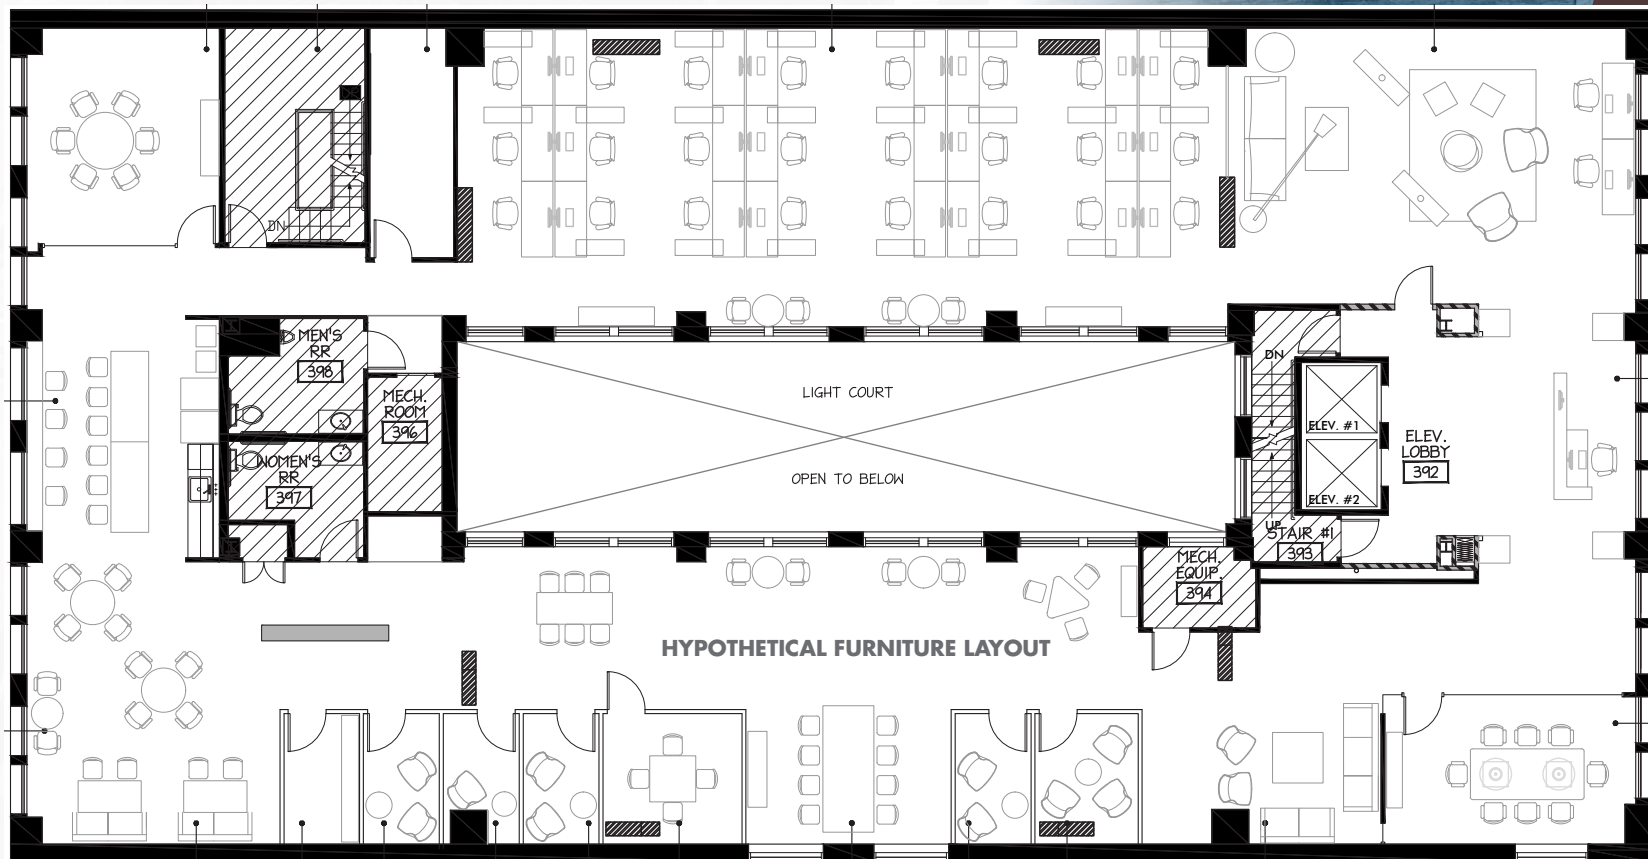 DN
MEN'S
RR
398
MECH.
ROOM
396
WOMEN'S
RR
397
LIGHT COURT
OPEN TO BELOW
DN
UP
ELEV. #1
ELEV. #2
ELEV.
LOBBY
392
STAIR #1
393
MECH.
EQUIP.
394
HYPOTHETICAL FURNITURE LAYOUT